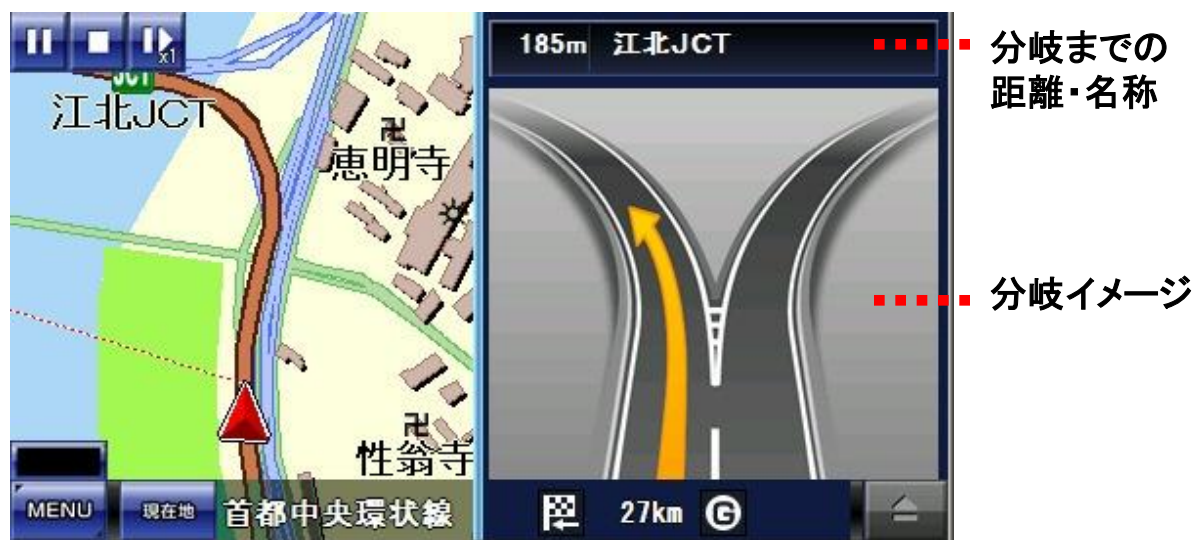 x1
JCT
江北JCT
恵明寺
性翁寺
MENU
現在地
首都中央環状線
185m 江北JCT
27km G
分岐までの
距離・名称
分岐イメージ